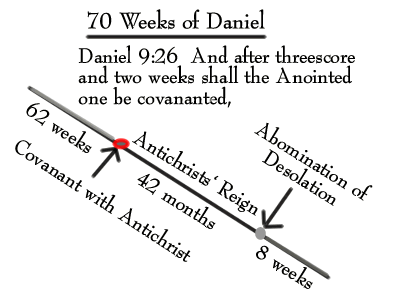 70 Weeks of Daniel
Daniel 9:26 And after threescore
and two weeks shall the Anointed
one be covananted,
62 weeks
Covanant with Antichrist
Antichrists' Reign
42 months
Abomination of
Desolation
8 weeks